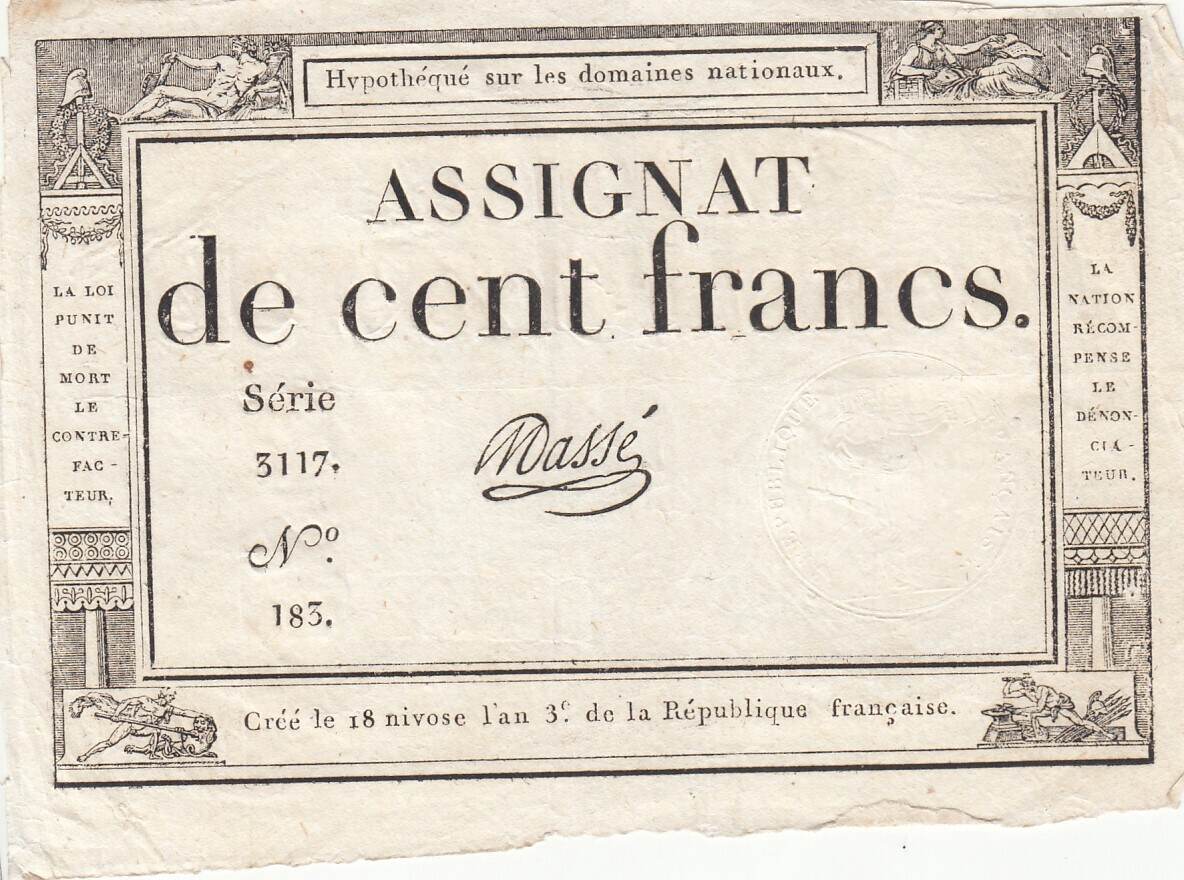 Hypothéqué sur les domaines nationaux.
ASSIGNAT
de cent francs.
Série
3117.
Massé
Nº.
183.
LA LOI
PUNIT
DE
MORT
LE
CONTRE-
FAC-
TEUR.
LA
NATION
RÉCOM-
PENSE
LE
DÉNON-
CIA-
TEUR.
RÉPUBLIQUE
Créé le 18 nivose l'an 3ᵉ. de la République française.